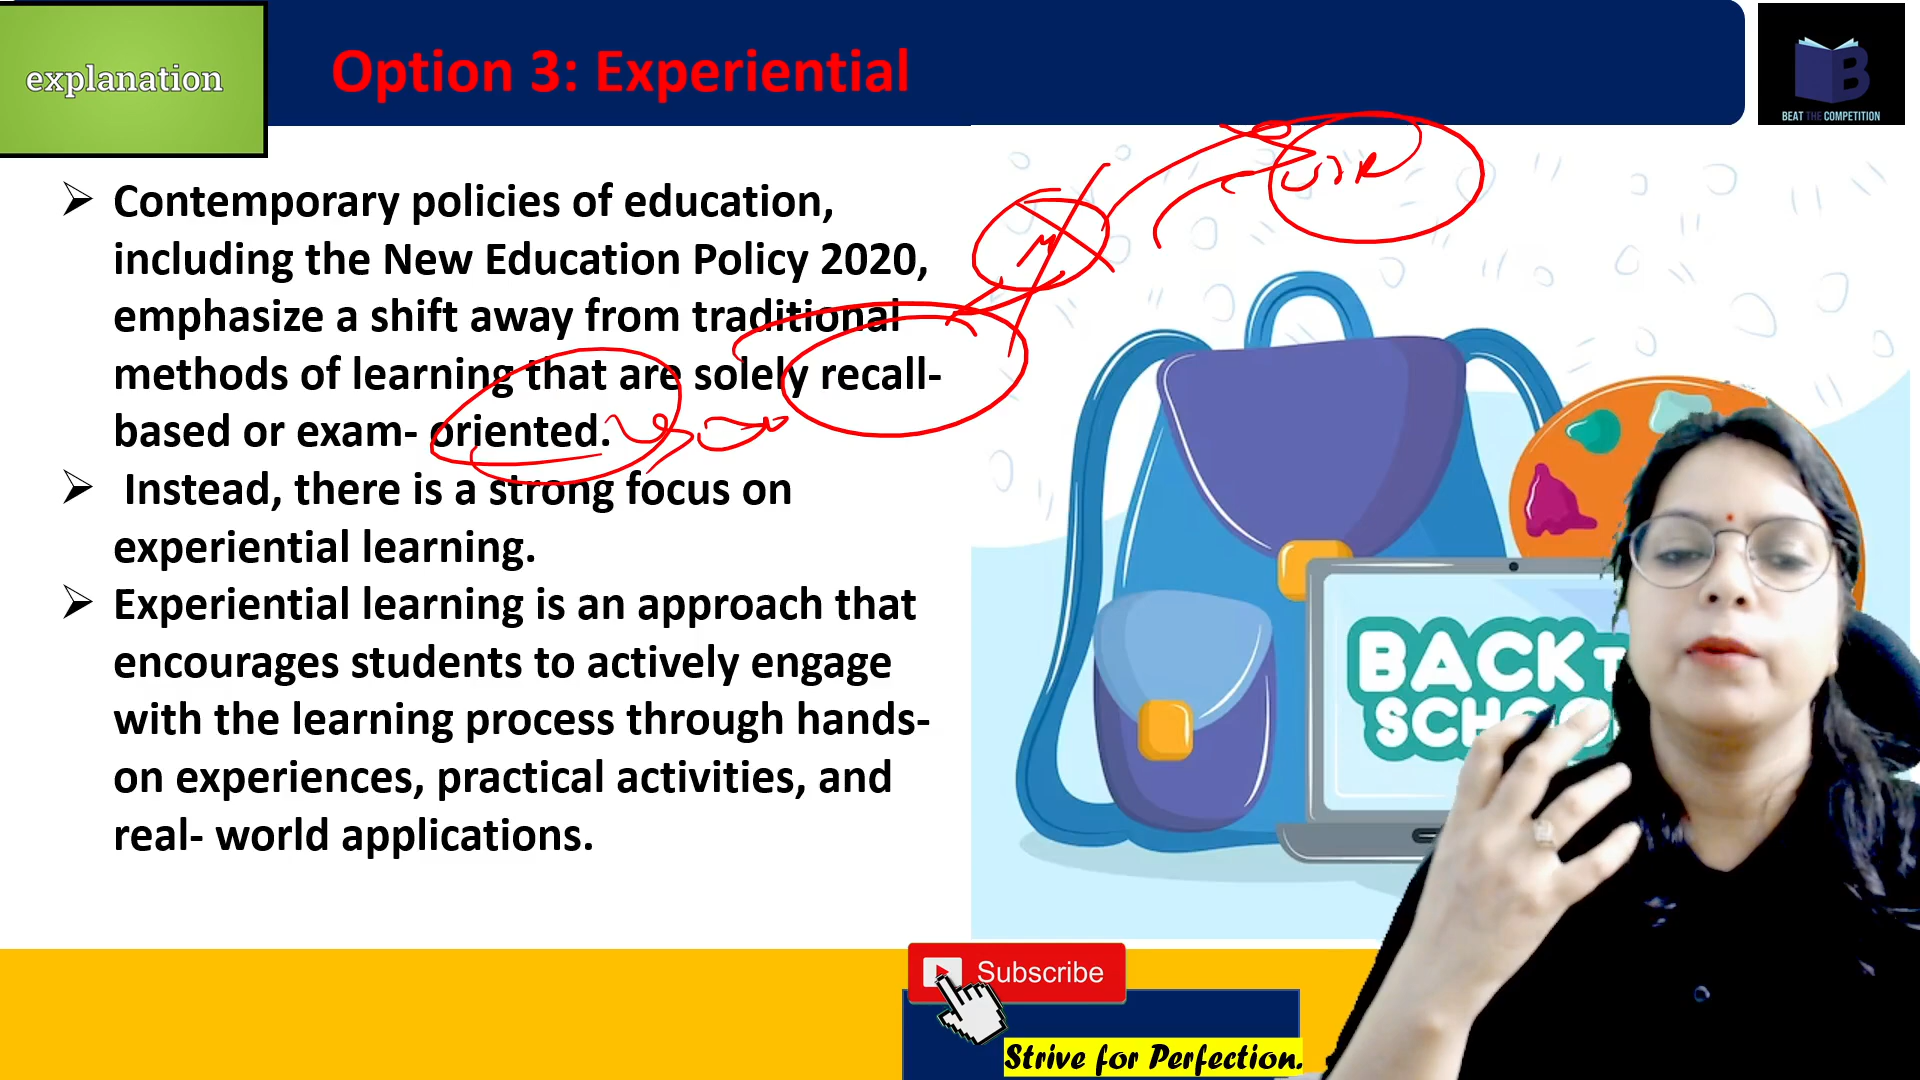 explanation
Option 3: Experiential
BEAT THE COMPETITION
➢ Contemporary policies of education,
including the New Education Policy 2020,
emphasize a shift away from traditional
methods of learning that are solely recall-
based or exam- oriented.
➢ Instead, there is a strong focus on
experiential learning.
➢ Experiential learning is an approach that
encourages students to actively engage
with the learning process through hands-
on experiences, practical activities, and
real- world applications.
BACK
Subscribe
Strive for Perfection.